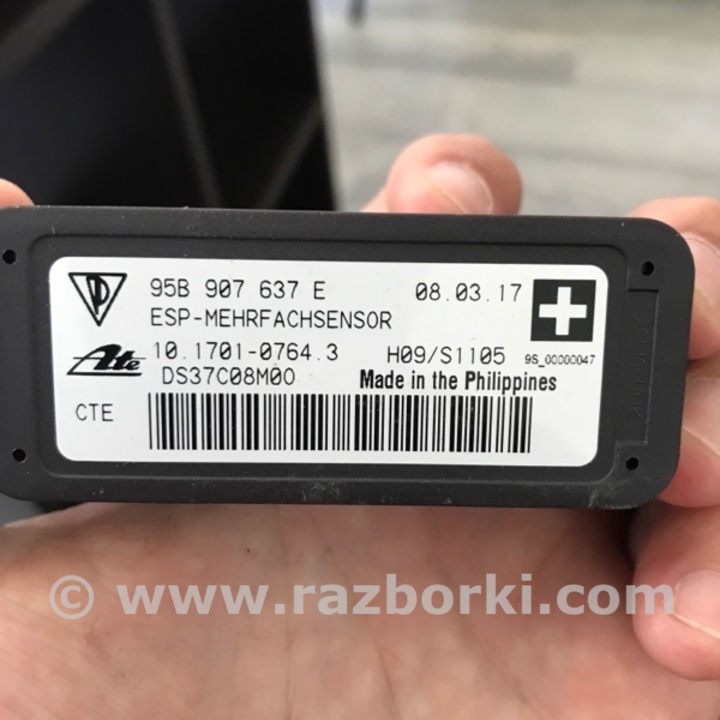 95B 907 637 E 08.03.17
ESP-MEHRFACHSENSOR
Ate 10.1701-0764.3 H09/S1105 9S_00000047
DS37C08M00 Made in the Philippines
CTE
© www.razborki.com